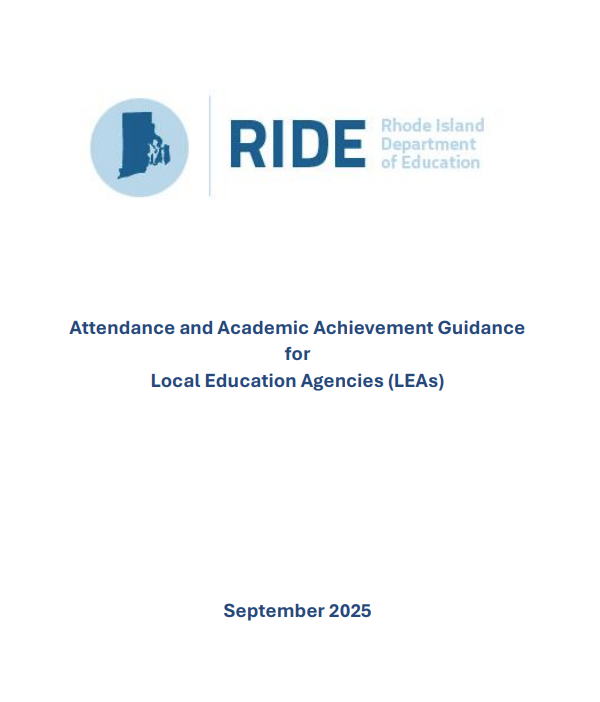 RIDE
Rhode Island
Department
of Education
Attendance and Academic Achievement Guidance
for
Local Education Agencies (LEAs)
September 2025